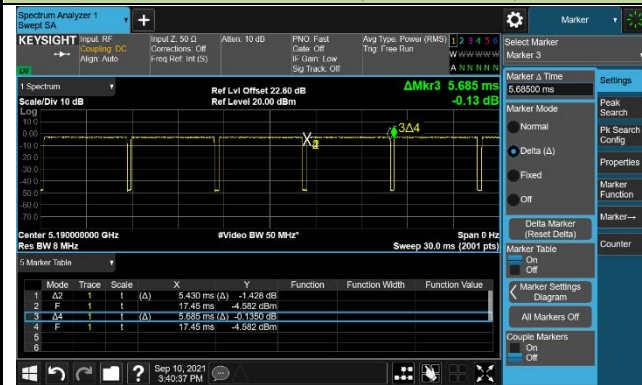 Spectrum Analyzer 1
Swept SA
+
Marker
KEYSIGHT
Input: RF
Coupling: DC
Align: Auto
Input Z: 50 Ω
Corrections: Off
Freq Ref: Int (S)
Atten: 10 dB
PNO: Fast
Gate: Off
IF Gain: Low
Sig Track: Off
Avg Type: Power (RMS)
Trig: Free Run
1 2 3 4 5 6
W W W W W W
A N N N N N
Select Marker
Marker 3
Marker Δ Time
5.68500 ms
Settings
1 Spectrum
Ref Lvl Offset 22.60 dB
ΔMkr3 5.685 ms
Scale/Div 10 dB
Ref Level 20.00 dBm
-0.13 dB
Log
10.0
0.00
-10.0
-20.0
-30.0
-40.0
-50.0
-60.0
-70.0
3Δ4
Center 5.190000000 GHz
#Video BW 50 MHz*
Span 0 Hz
Res BW 8 MHz
Sweep 30.0 ms (2001 pts)
Marker Mode
Normal
Delta (Δ)
Fixed
Off
Delta Marker
(Reset Delta)
Marker Table
On
Off
Marker Settings
Diagram
All Markers Off
Couple Markers
On
Off
Peak
Search
Pk Search
Config
Properties
Marker
Function
Marker→
Counter
5 Marker Table
Mode Trace Scale X Y Function Function Width Function Value
1 Δ2 1 t (Δ) 5.430 ms (Δ) -1.428 dB
2 F 1 t 17.45 ms -4.582 dBm
3 Δ4 1 t (Δ) 5.685 ms (Δ) -0.1350 dB
4 F 1 t 17.45 ms -4.582 dBm
5
6
?
Sep 10, 2021
3:40:37 PM